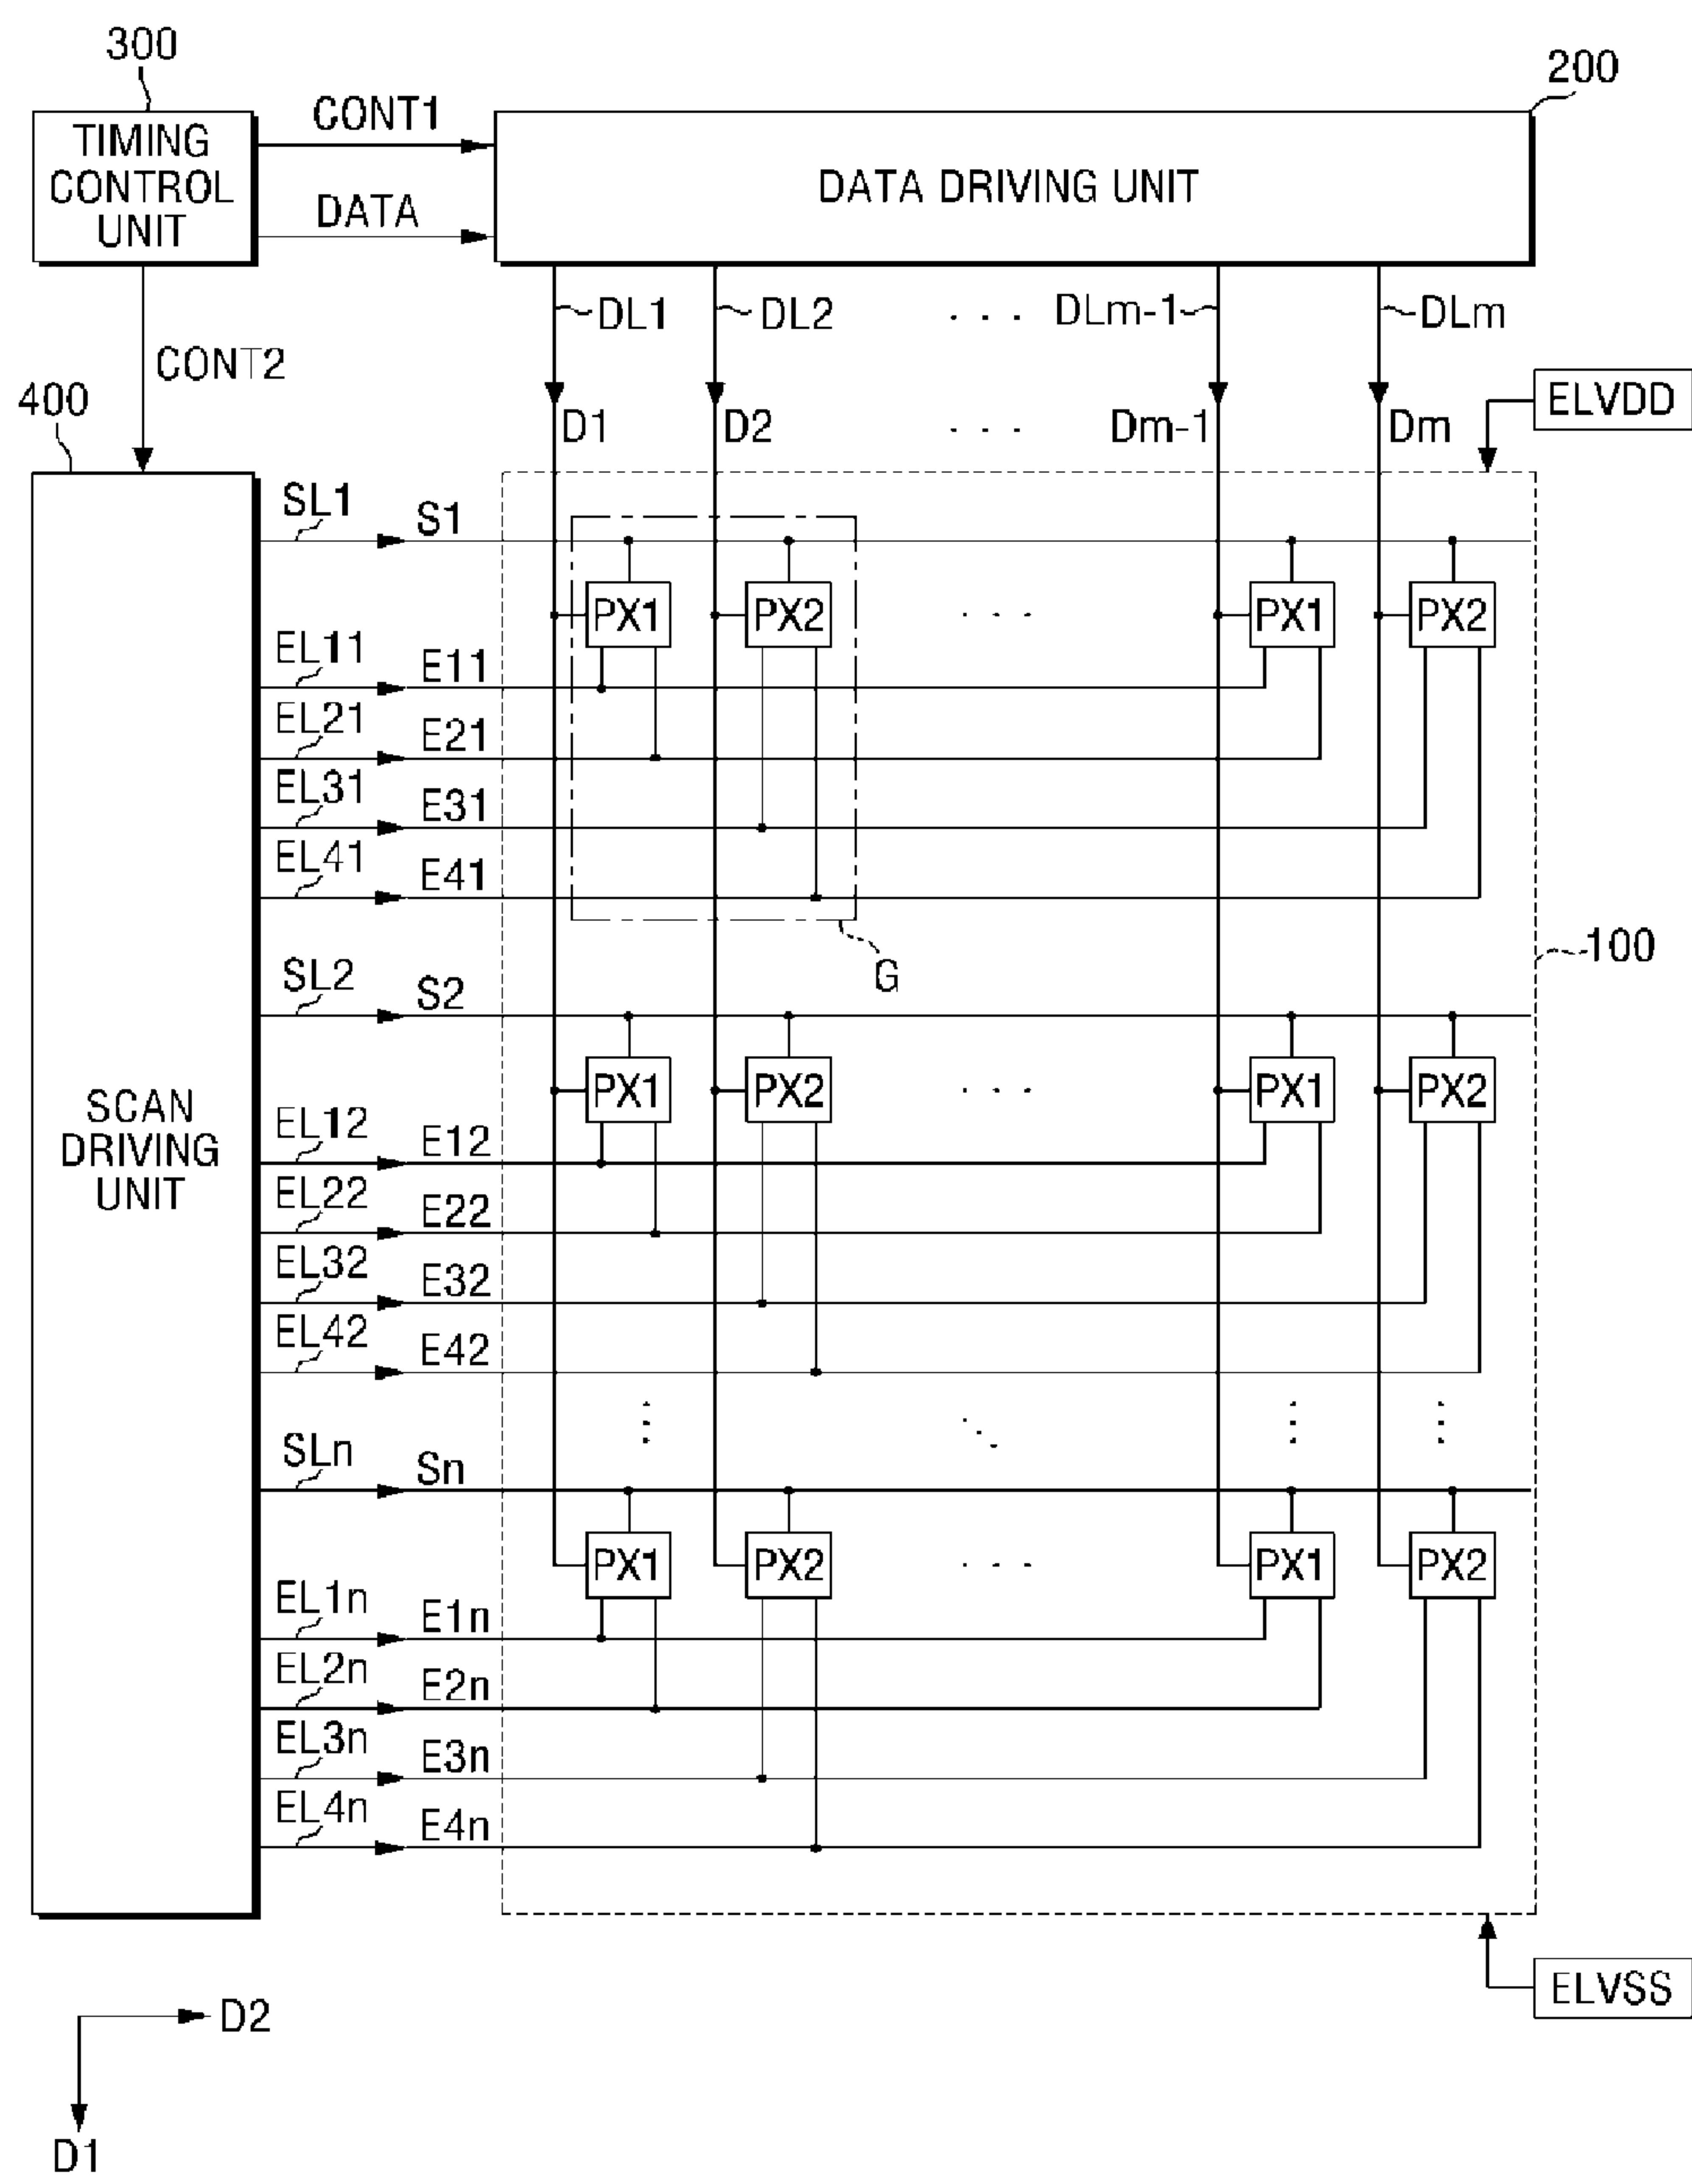 300
200
TIMING
CONTROL
UNIT
CONT1
DATA
DATA DRIVING UNIT
DL1
DL2
. . .
DLm-1
DLm
CONT2
400
ELVDD
D1
D2
. . .
Dm-1
Dm
SL1
S1
PX1
PX2
. . .
PX1
PX2
EL11
E11
EL21
E21
EL31
E31
EL41
E41
G
100
SL2
S2
PX1
PX2
. . .
PX1
PX2
SCAN
DRIVING
UNIT
EL12
E12
EL22
E22
EL32
E32
EL42
E42
SLn
Sn
PX1
PX2
. . .
PX1
PX2
EL1n
E1n
EL2n
E2n
EL3n
E3n
EL4n
E4n
ELVSS
D2
D1